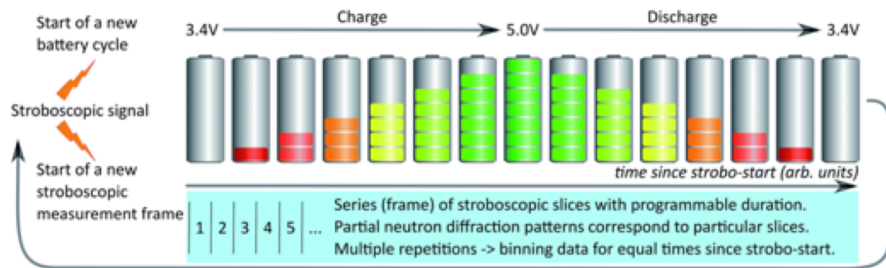 Start of a new
battery cycle
Stroboscopic signal
Start of a new
stroboscopic
measurement frame
3.4V
Charge
5.0V
Discharge
3.4V
time since strobo-start (arb. units)
1 2 3 4 5 ...
Series (frame) of stroboscopic slices with programmable duration.
Partial neutron diffraction patterns correspond to particular slices.
Multiple repetitions -> binning data for equal times since strobo-start.